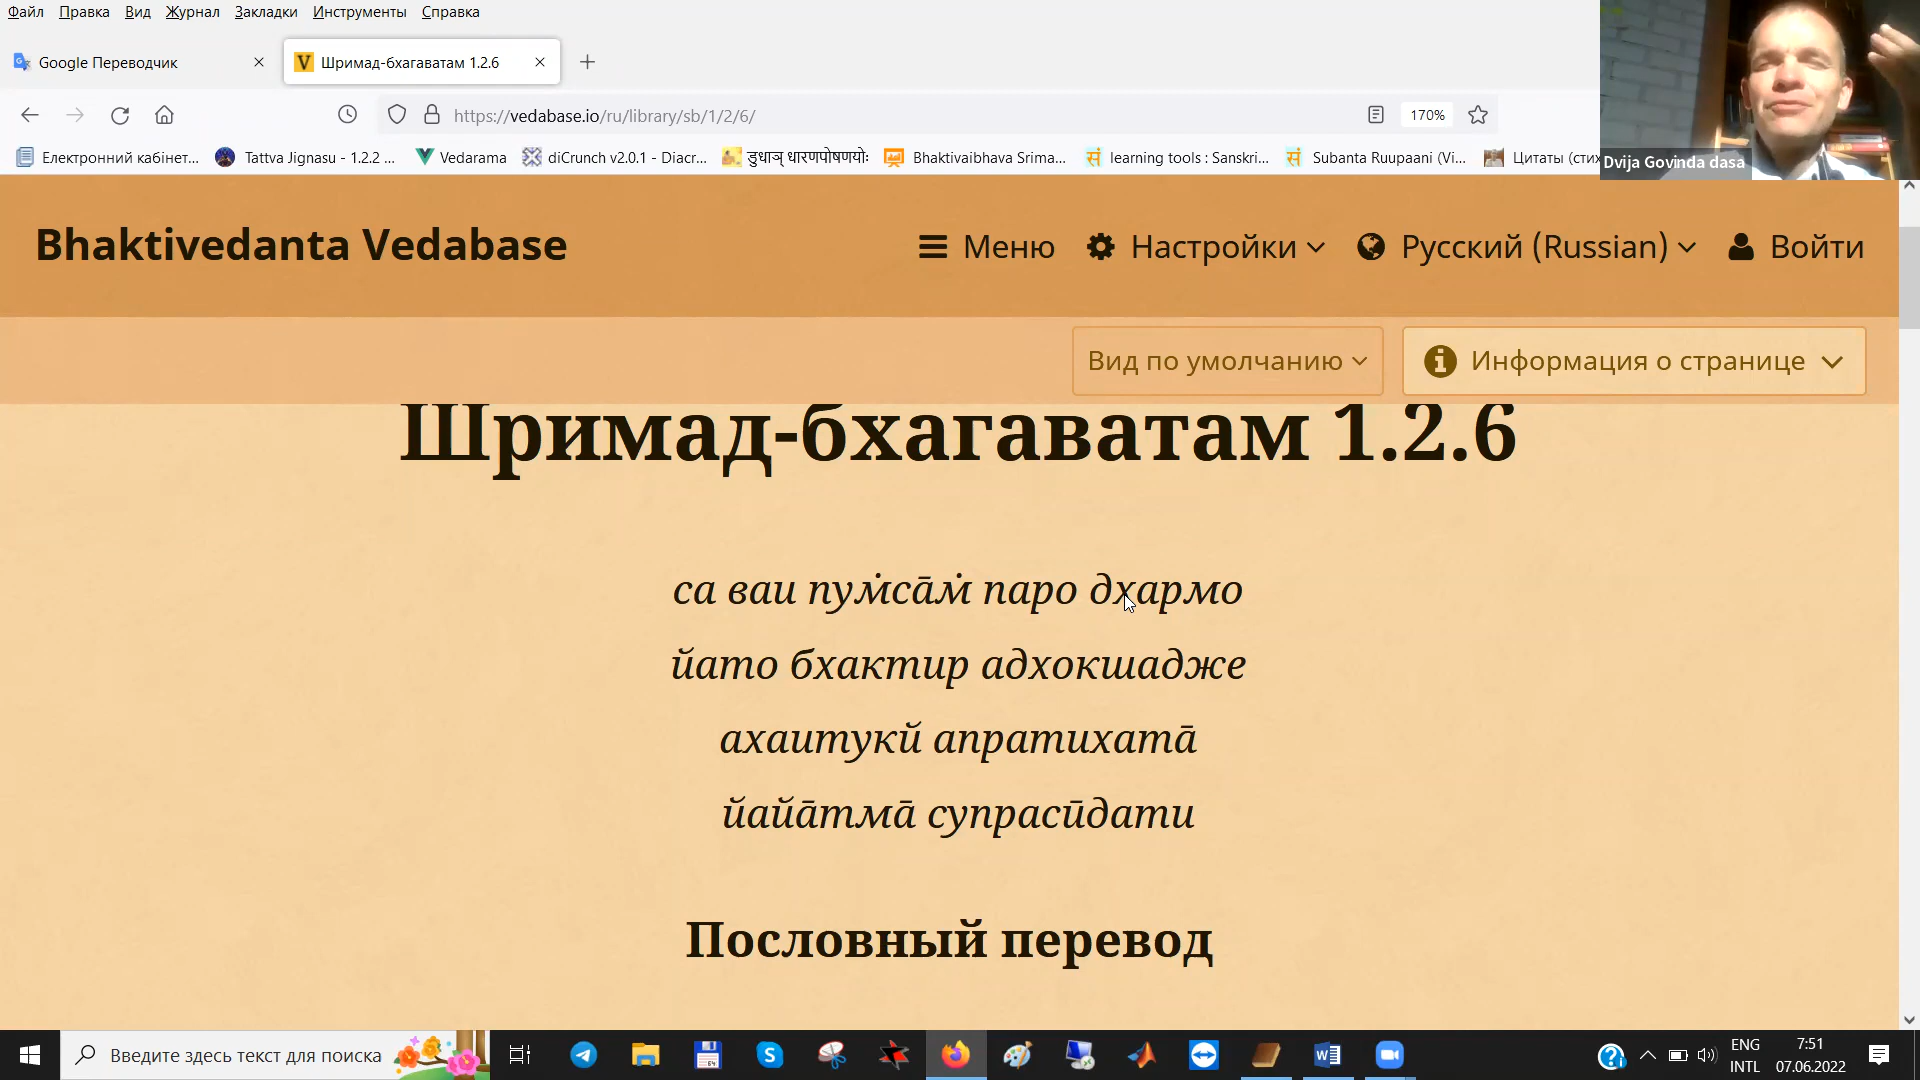 Файл Правка Вид Журнал Закладки Инструменты Справка
Google Переводчик
Шримад-бхагаватам 1.2.6
https://vedabase.io/ru/library/sb/1/2/6/
170%
Електронний кабінет...
Tattva Jignasu - 1.2.2 ...
Vedarama
diCrunch v2.0.1 - Diacr...
डुधाञ् धारणपोषणयोः
Bhaktivaibhava Srima...
learning tools : Sanskri...
Subanta Ruupaani (Vi...
Цитаты (стих
Dvija Govinda dasa
Bhaktivedanta Vedabase
Меню
Настройки
Русский (Russian)
Войти
Вид по умолчанию
Информация о странице
Шримад-бхагаватам 1.2.6
са ваи пум̇са̄м̇ паро дхармо
йато бхактир адхокшадже
ахаитукӣ апратихата̄
йайа̄тма̄ супрасӣдати
Пословный перевод
Введите здесь текст для поиска
ENG
INTL
7:51
07.06.2022